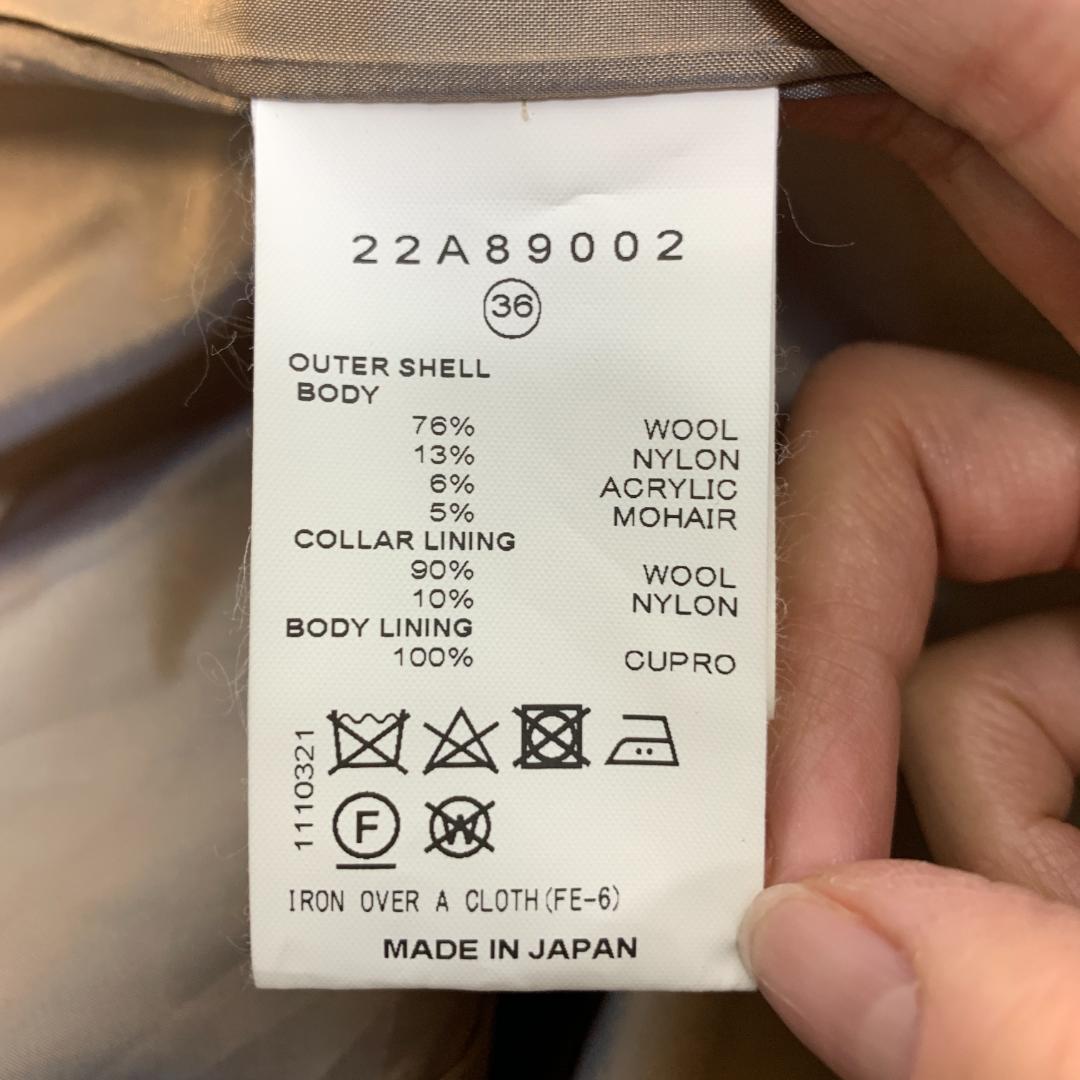 22A89002
36
OUTER SHELL
BODY
76% WOOL
13% NYLON
6% ACRYLIC
5% MOHAIR
COLLAR LINING
90% WOOL
10% NYLON
BODY LINING
100% CUPRO
1110321
F W
IRON OVER A CLOTH(FE-6)
MADE IN JAPAN